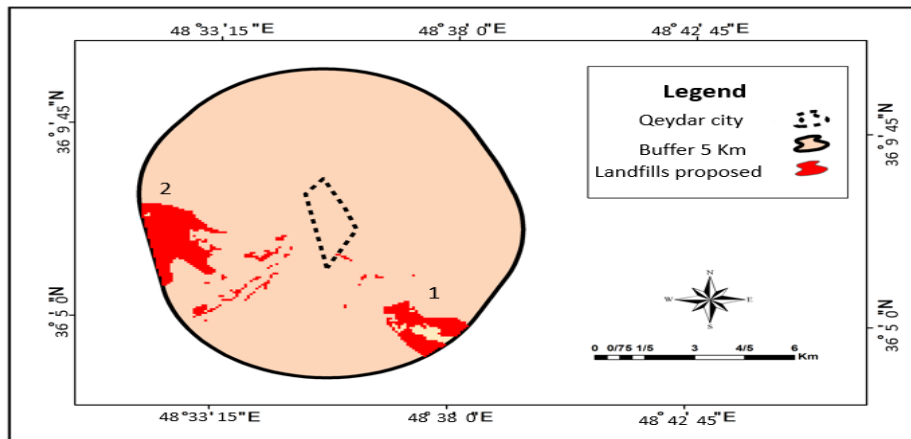 48°33'15"E 48°38'0"E 48°42'45"E
36°9'45"N
36°9'45"N
Legend
Qeydar city
Buffer 5 Km
Landfills proposed
2
1
N
W E
S
36°5'0"N
36°5'0"N
0 0/75 1/5 3 4/5 6
Km
48°33'15"E 48°38'0"E 48°42'45"E